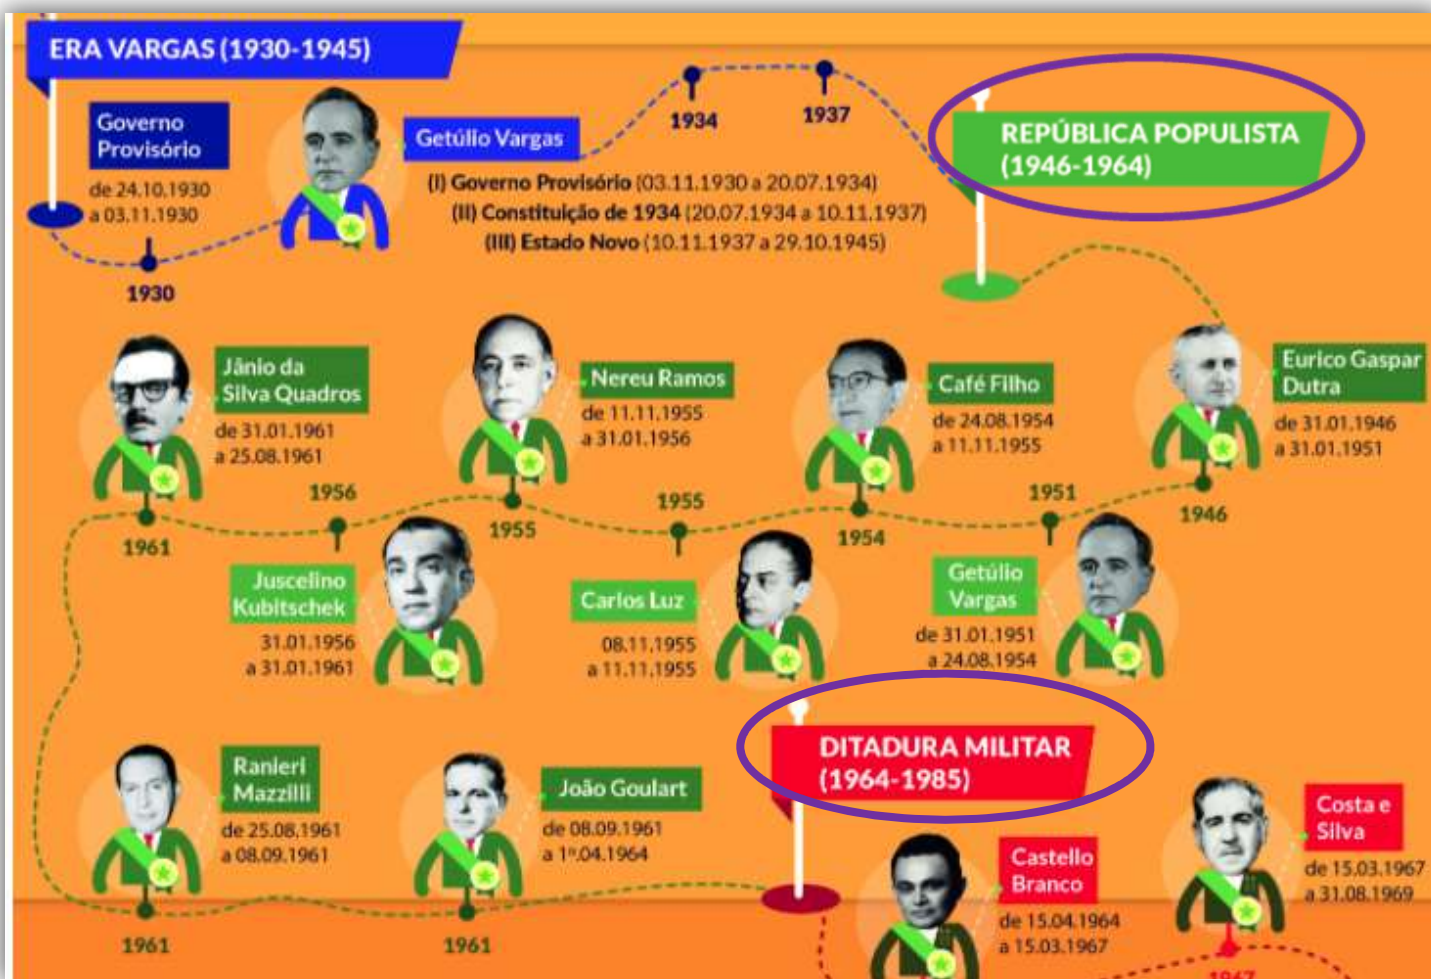 ERA VARGAS (1930-1945)
Governo
Provisório
de 24.10.1930
a 03.11.1930
1930
Getúlio Vargas
(I) Governo Provisório (03.11.1930 a 20.07.1934)
(II) Constituição de 1934 (20.07.1934 a 10.11.1937)
(III) Estado Novo (10.11.1937 a 29.10.1945)
1934
1937
REPÚBLICA POPULISTA
(1946-1964)
Eurico Gaspar
Dutra
de 31.01.1946
a 31.01.1951
1946
1951
Getúlio
Vargas
de 31.01.1951
a 24.08.1954
Café Filho
de 24.08.1954
a 11.11.1955
1954
1955
Carlos Luz
08.11.1955
a 11.11.1955
Nereu Ramos
de 11.11.1955
a 31.01.1956
1955
1956
Juscelino
Kubitschek
31.01.1956
a 31.01.1961
Jânio da
Silva Quadros
de 31.01.1961
a 25.08.1961
1961
Ranieri
Mazzilli
de 25.08.1961
a 08.09.1961
1961
João Goulart
de 08.09.1961
a 1º.04.1964
1961
DITADURA MILITAR
(1964-1985)
Castello
Branco
de 15.04.1964
a 15.03.1967
Costa e
Silva
de 15.03.1967
a 31.08.1969
1967